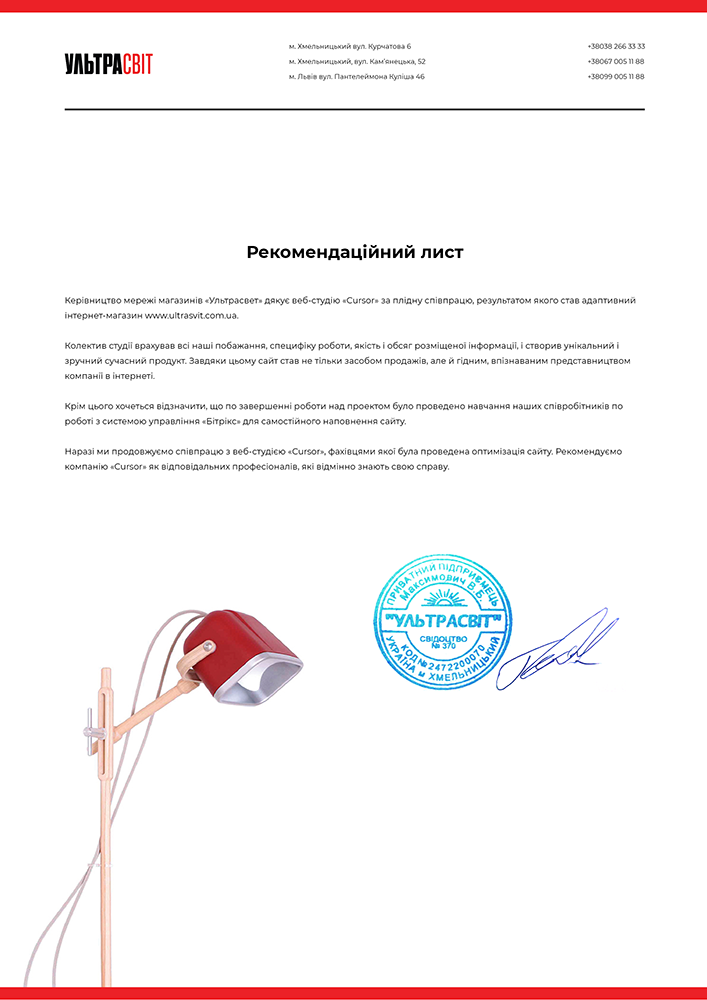 УЛЬТРАСВІТ
м. Хмельницький вул. Курчатова 6
м. Хмельницький, вул. Кам'янецька, 52
м. Львів вул. Пантелеймона Куліша 46
+38038 266 33 33
+38067 005 11 88
+38099 005 11 88
Рекомендаційний лист
Керівництво мережі магазинів «Ультрасвет» дякує веб-студію «Cursor» за плідну співпрацю, результатом якого став адаптивний
інтернет-магазин www.ultrasvit.com.ua.
Колектив студії врахував всі наші побажання, специфіку роботи, якість і обсяг розміщеної інформації, і створив унікальний і
зручний сучасний продукт. Завдяки цьому сайт став не тільки засобом продажів, але й гідним, впізнаваним представництвом
компанії в інтернеті.
Крім цього хочеться відзначити, що по завершенні роботи над проектом було проведено навчання наших співробітників по
роботі з системою управління «Бітрікс» для самостійного наповнення сайту.
Наразі ми продовжуємо співпрацю з веб-студією «Cursor», фахівцями якої була проведена оптимізація сайту. Рекомендуємо
компанію «Cursor» як відповідальних професіоналів, які відмінно знають свою справу.
ПРИВАТНИЙ ПІДПРИЄМЕЦЬ
Максимович В.Б.
"УЛЬТРАСВІТ"
СВІДОЦТВО
№ 370
КОД № 2472200070
УКРАЇНА м ХМЕЛЬНИЦЬКИЙ